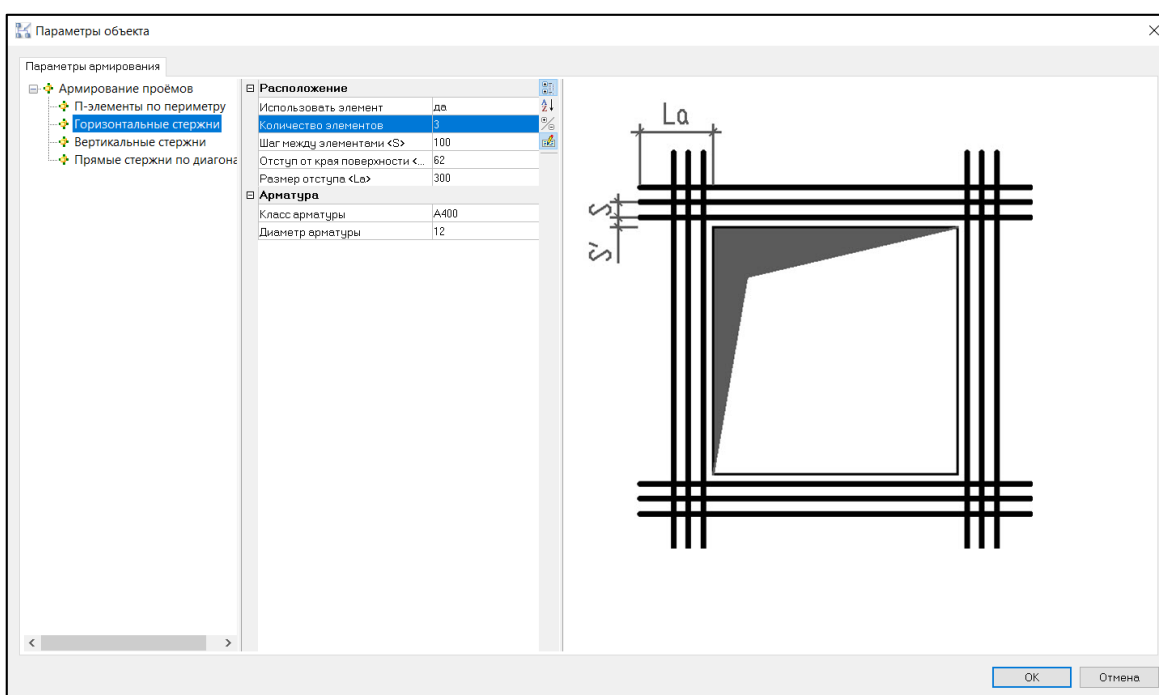 Параметры объекта
Параметры армирования
Армирование проёмов
П-элементы по периметру
Горизонтальные стержни
Вертикальные стержни
Прямые стержни по диагона
Расположение
Использовать элемент да
Количество элементов 3
Шаг между элементами <S> 100
Отступ от края поверхности <... 62
Размер отступа <La> 300
Арматура
Класс арматуры A400
Диаметр арматуры 12
La
S
S'
OK Отмена